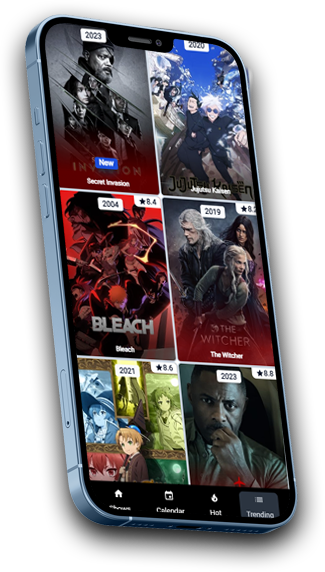 2023
2020
INVASION
New
Secret Invasion
JUJUTSU KAISEN
Jujutsu Kaisen
2004
★8.4
2019
★8.2
BLEACH
Bleach
THE
WITCHER
The Witcher
2021
★8.6
2023
★8.8
Shows
Calendar
Hot
Trending